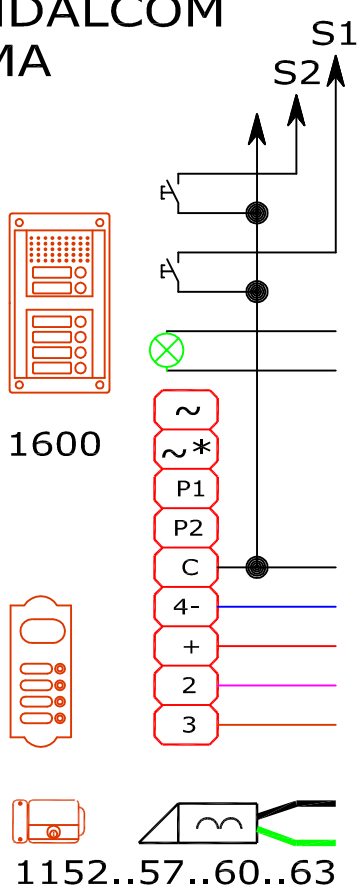 IDALCOM
MA
S1
S2
~
~*
P1
1600
P2
C
4-
+
2
3
1152..57..60..63